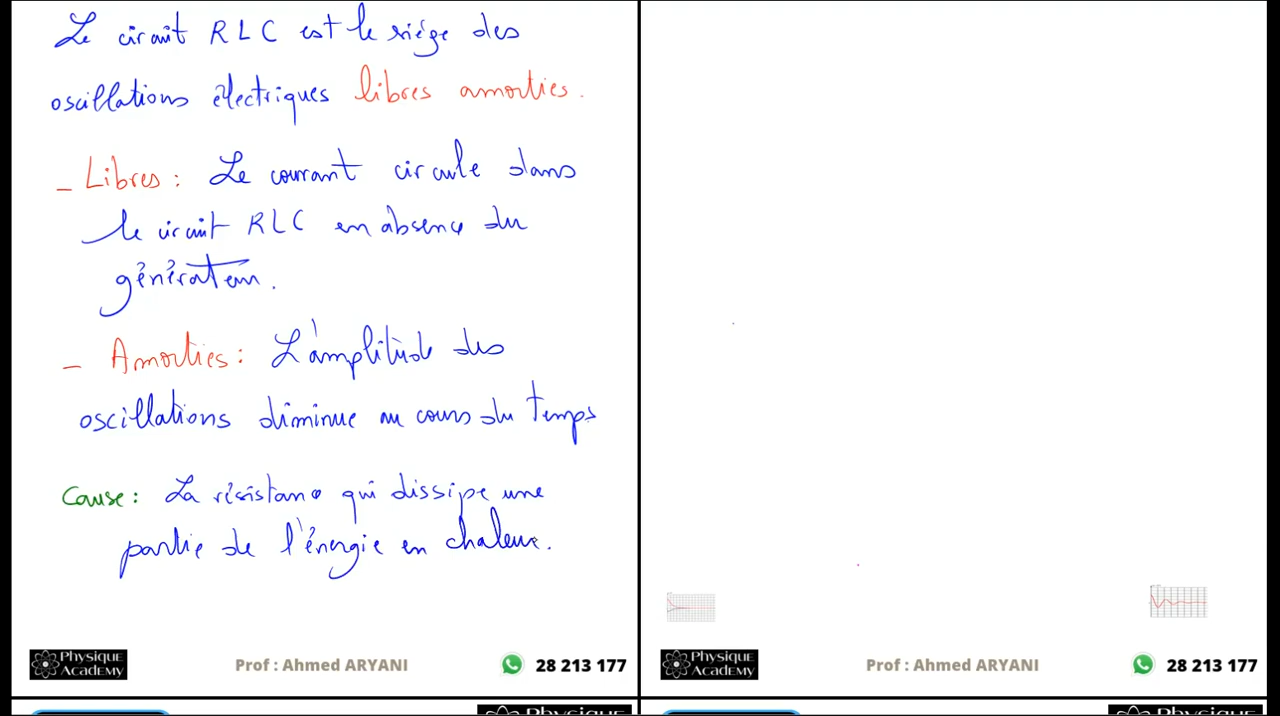 Le circuit RLC est le siége des
oscillations électriques libres amorties.
- Libres : Le courant circule dans
le circuit RLC en absence du
générateur.
- Amorties : L'amplitude des
oscillations diminue au cours du temps
Cause : La résistance qui dissipe une
partie de l'énergie en chaleur.
Physique
Academy
Prof : Ahmed ARYANI
28 213 177
Physique
Academy
Prof : Ahmed ARYANI
28 213 177
Physique
Physique